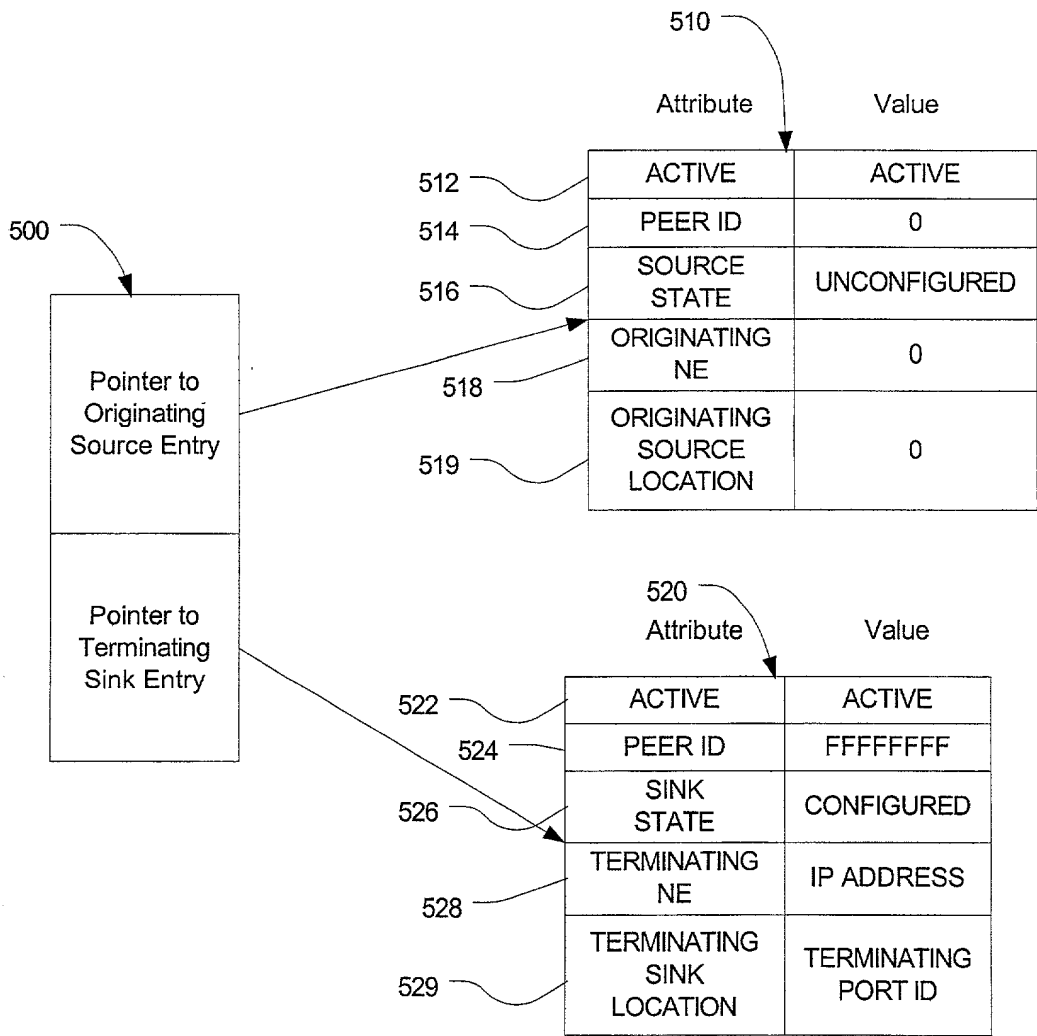 510
Attribute Value
512 ACTIVE ACTIVE
514 PEER ID 0
516 SOURCE STATE UNCONFIGURED
518 ORIGINATING NE 0
519 ORIGINATING SOURCE LOCATION 0
500
Pointer to
Originating
Source Entry
Pointer to
Terminating
Sink Entry
520
Attribute Value
522 ACTIVE ACTIVE
524 PEER ID FFFFFFFF
526 SINK STATE CONFIGURED
528 TERMINATING NE IP ADDRESS
529 TERMINATING SINK LOCATION TERMINATING PORT ID